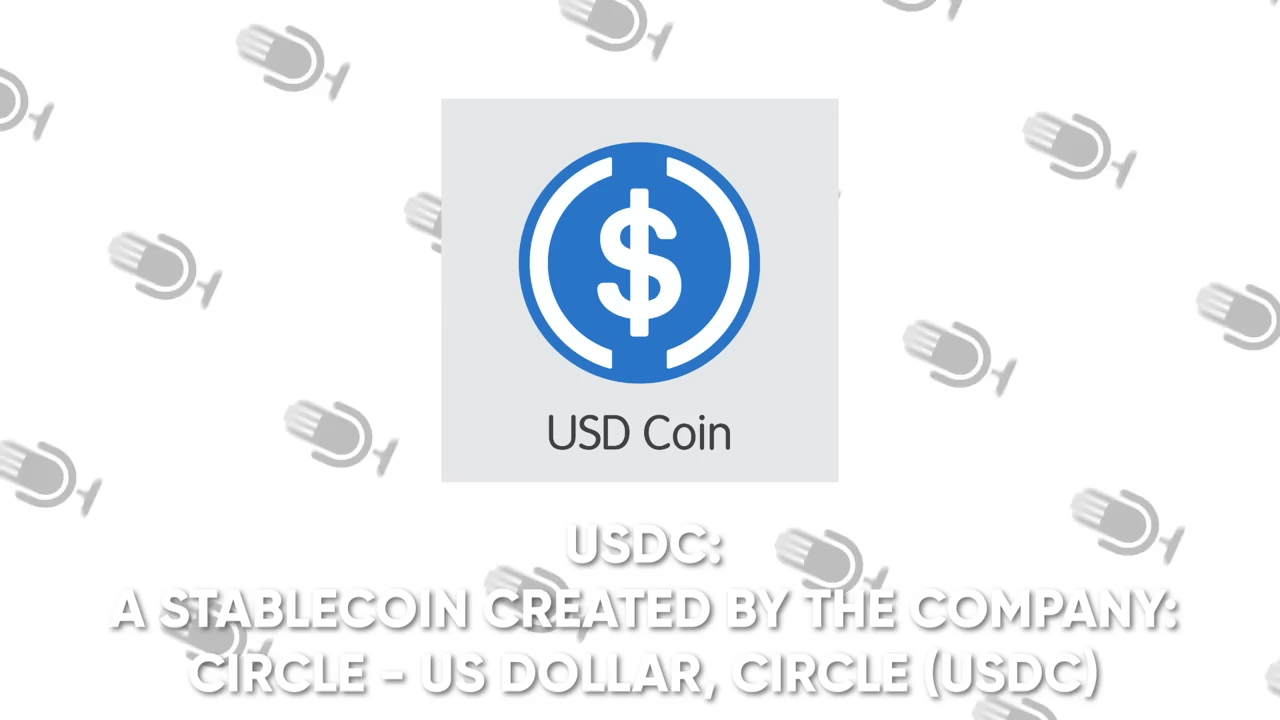 $
USD Coin
USDC:
A STABLECOIN CREATED BY THE COMPANY:
CIRCLE - US DOLLAR, CIRCLE (USDC)